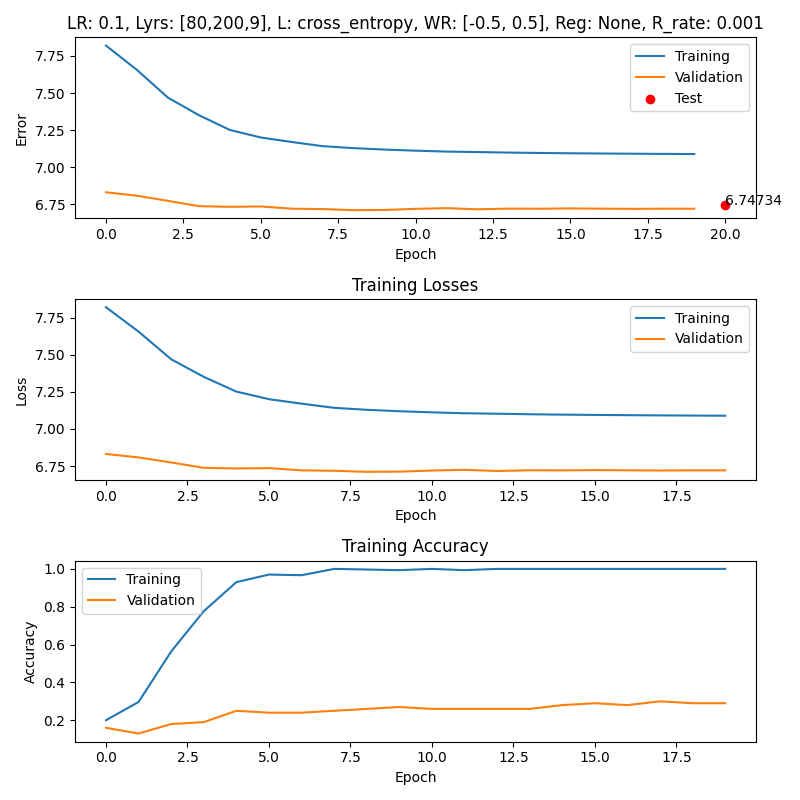 LR: 0.1, Lyrs: [80,200,9], L: cross_entropy, WR: [-0.5, 0.5], Reg: None, R_rate: 0.001
7.75
7.50
7.25
7.00
6.75
Error
Training
Validation
Test
6.74734
0.0 2.5 5.0 7.5 10.0 12.5 15.0 17.5 20.0
Epoch
Training Losses
7.75
7.50
7.25
7.00
6.75
Loss
Training
Validation
0.0 2.5 5.0 7.5 10.0 12.5 15.0 17.5
Epoch
Training Accuracy
1.0
0.8
0.6
0.4
0.2
Accuracy
Training
Validation
0.0 2.5 5.0 7.5 10.0 12.5 15.0 17.5
Epoch